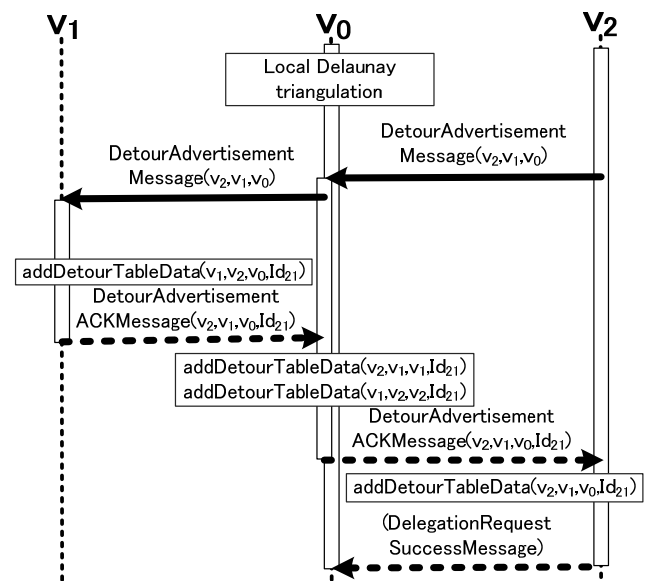 v1 v0 v2
Local Delaunay
triangulation
DetourAdvertisement
Message(v2,v1,v0)
DetourAdvertisement
Message(v2,v1,v0)
addDetourTableData(v1,v2,v0,Id21)
DetourAdvertisement
ACKMessage(v2,v1,v0,Id21)
addDetourTableData(v2,v1,v1,Id21)
addDetourTableData(v1,v2,v2,Id21)
DetourAdvertisement
ACKMessage(v2,v1,v0,Id21)
addDetourTableData(v2,v1,v0,Id21)
(DelegationRequest
SuccessMessage)